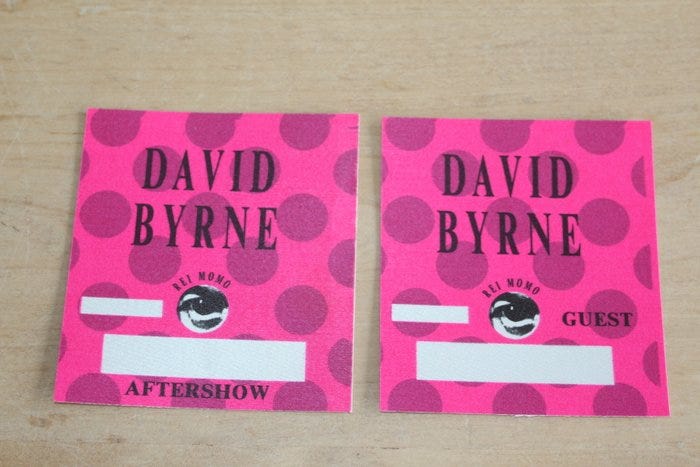 DAVID
BYRNE
REI MOMO
AFTERSHOW
DAVID
BYRNE
REI MOMO
GUEST